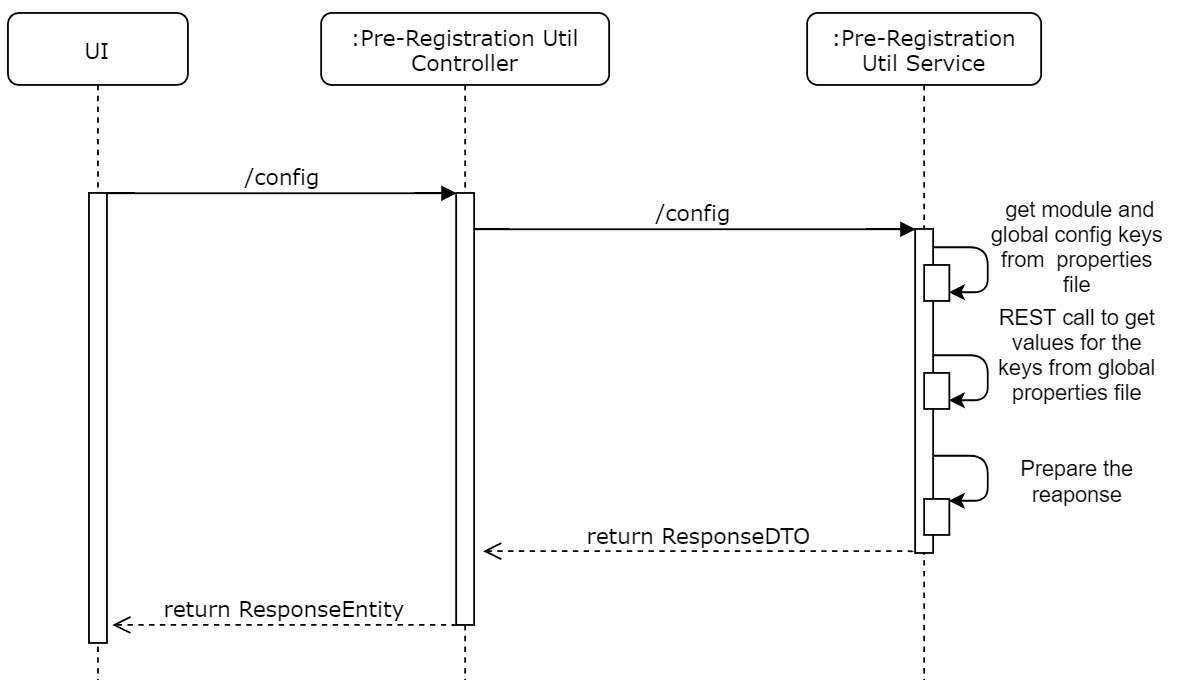 UI
:Pre-Registration Util
Controller
:Pre-Registration
Util Service
/config
/config
get module and
global config keys
from  properties
file
REST call to get
values for the
keys from global
properties file
Prepare the
reaponse
return ResponseDTO
return ResponseEntity